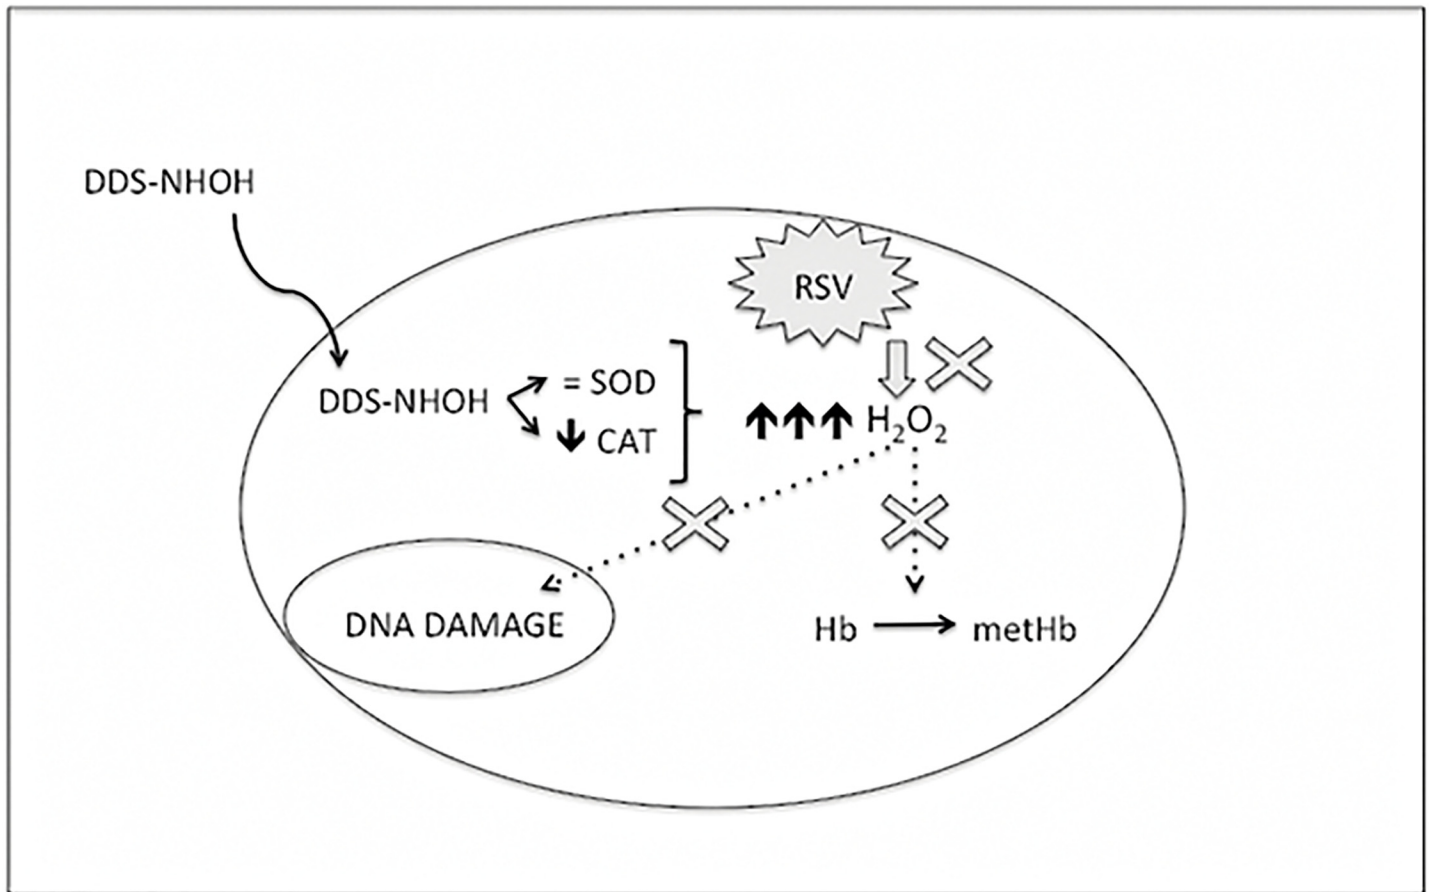 DDS-NHOH
RSV
DDS-NHOH
= SOD
CAT
H₂O₂
DNA DAMAGE
Hb
metHb